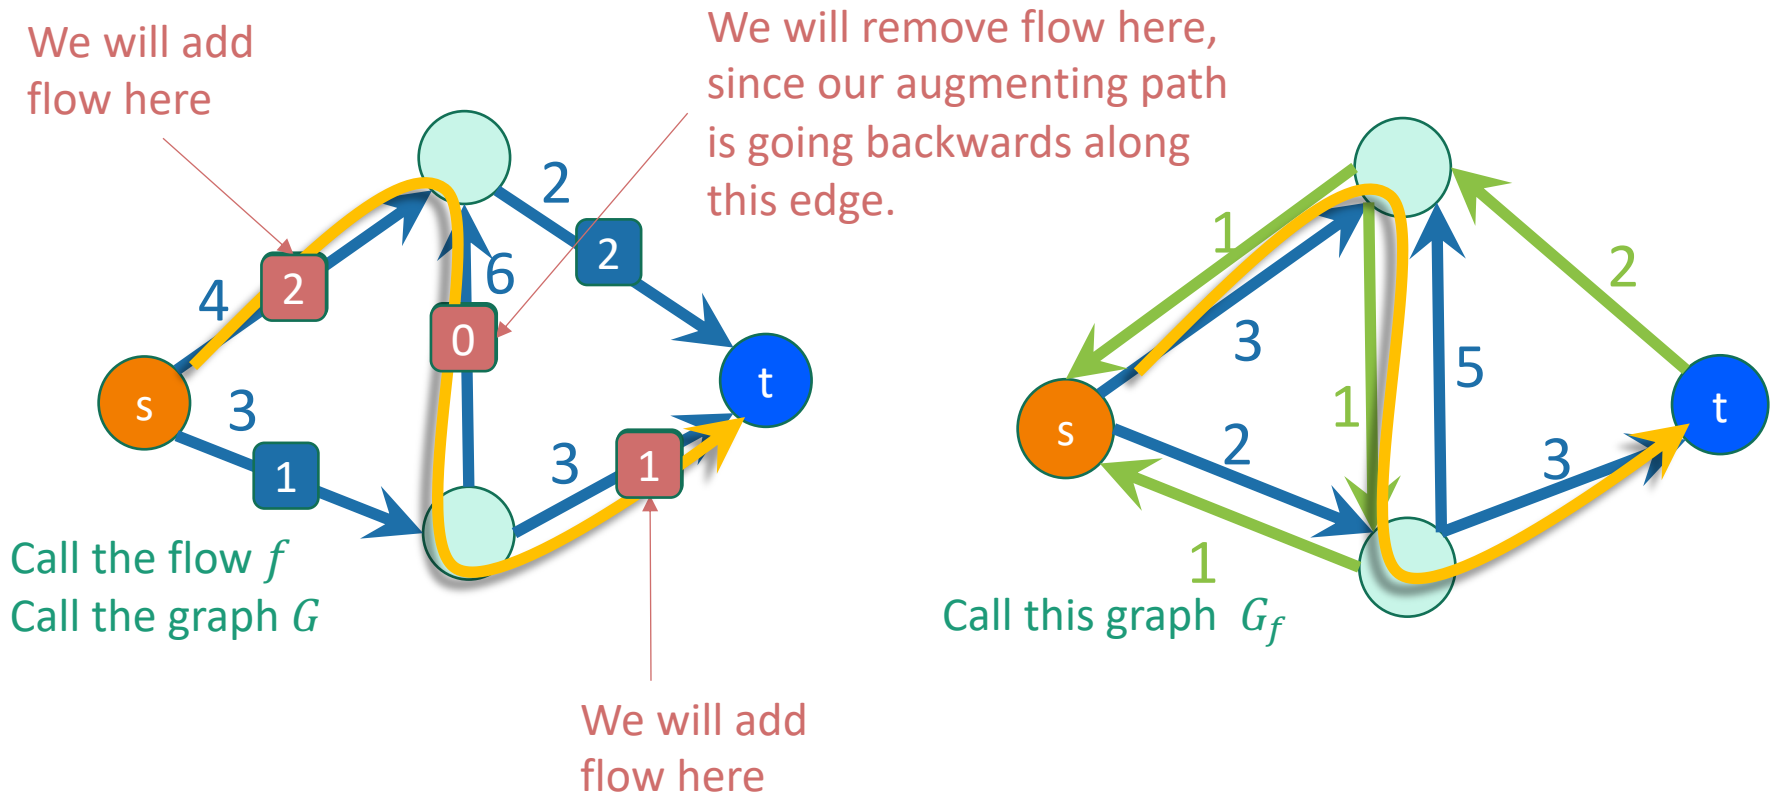 We will add
flow here
We will remove flow here,
since our augmenting path
is going backwards along
this edge.
2
2
6
4
2
0
s
3
1
3
1
t
Call the flow f
Call the graph G
We will add
flow here
1
2
3
5
1
s
2
3
t
1
Call this graph G_f